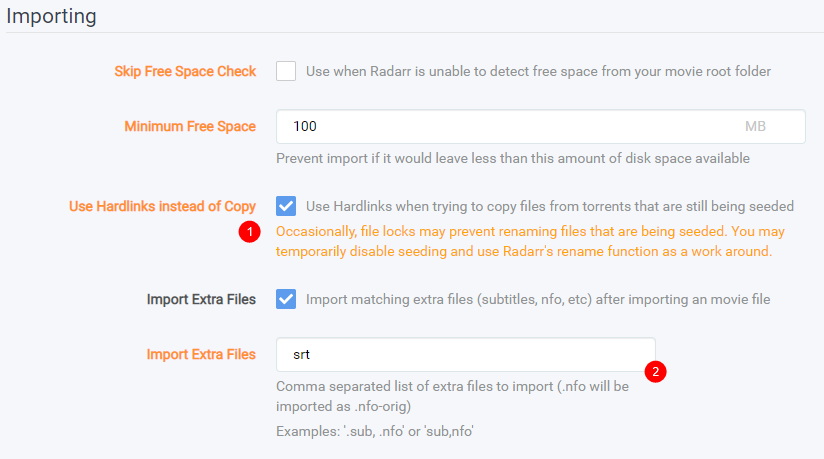 Importing
Skip Free Space Check
Use when Radarr is unable to detect free space from your movie root folder
Minimum Free Space
100
MB
Prevent import if it would leave less than this amount of disk space available
Use Hardlinks instead of Copy
Use Hardlinks when trying to copy files from torrents that are still being seeded
1
Occasionally, file locks may prevent renaming files that are being seeded. You may
temporarily disable seeding and use Radarr's rename function as a work around.
Import Extra Files
Import matching extra files (subtitles, nfo, etc) after importing an movie file
Import Extra Files
srt
2
Comma separated list of extra files to import (.nfo will be
imported as .nfo-orig)
Examples: '.sub, .nfo' or 'sub,nfo'